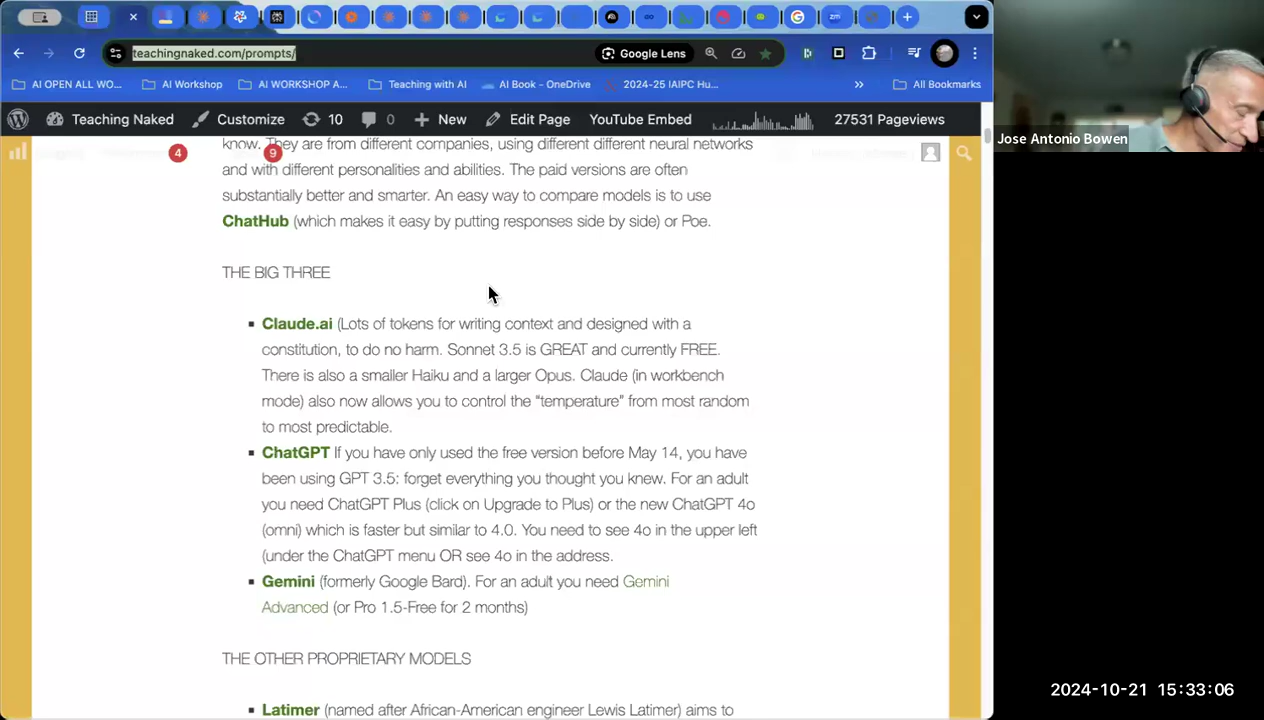 teachingnaked.com/prompts/
Google Lens
AI OPEN ALL WO...
AI Workshop
AI WORKSHOP A...
Teaching with AI
AI Book - OneDrive
2024-25 IAIPC Hu...
»
All Bookmarks
Teaching Naked
Customize
10
0
New
Edit Page
YouTube Embed
27531 Pageviews
know. They are from different companies, using different different neural networks
4
9
and with different personalities and abilities. The paid versions are often
substantially better and smarter. An easy way to compare models is to use
ChatHub (which makes it easy by putting responses side by side) or Poe.
THE BIG THREE
Claude.ai (Lots of tokens for writing context and designed with a
constitution, to do no harm. Sonnet 3.5 is GREAT and currently FREE.
There is also a smaller Haiku and a larger Opus. Claude (in workbench
mode) also now allows you to control the “temperature” from most random
to most predictable.
ChatGPT If you have only used the free version before May 14, you have
been using GPT 3.5: forget everything you thought you knew. For an adult
you need ChatGPT Plus (click on Upgrade to Plus) or the new ChatGPT 4o
(omni) which is faster but similar to 4.0. You need to see 4o in the upper left
(under the ChatGPT menu OR see 4o in the address.
Gemini (formerly Google Bard). For an adult you need Gemini
Advanced (or Pro 1.5-Free for 2 months)
THE OTHER PROPRIETARY MODELS
Latimer (named after African-American engineer Lewis Latimer) aims to
Jose Antonio Bowen
2024-10-21 15:33:06